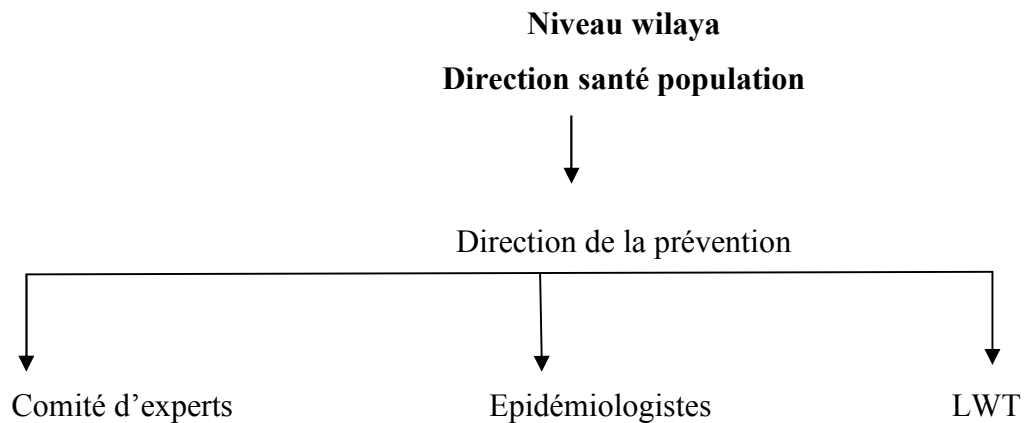 Niveau wilaya
Direction santé population
Direction de la prévention
Comité d’experts Epidémiologistes LWT